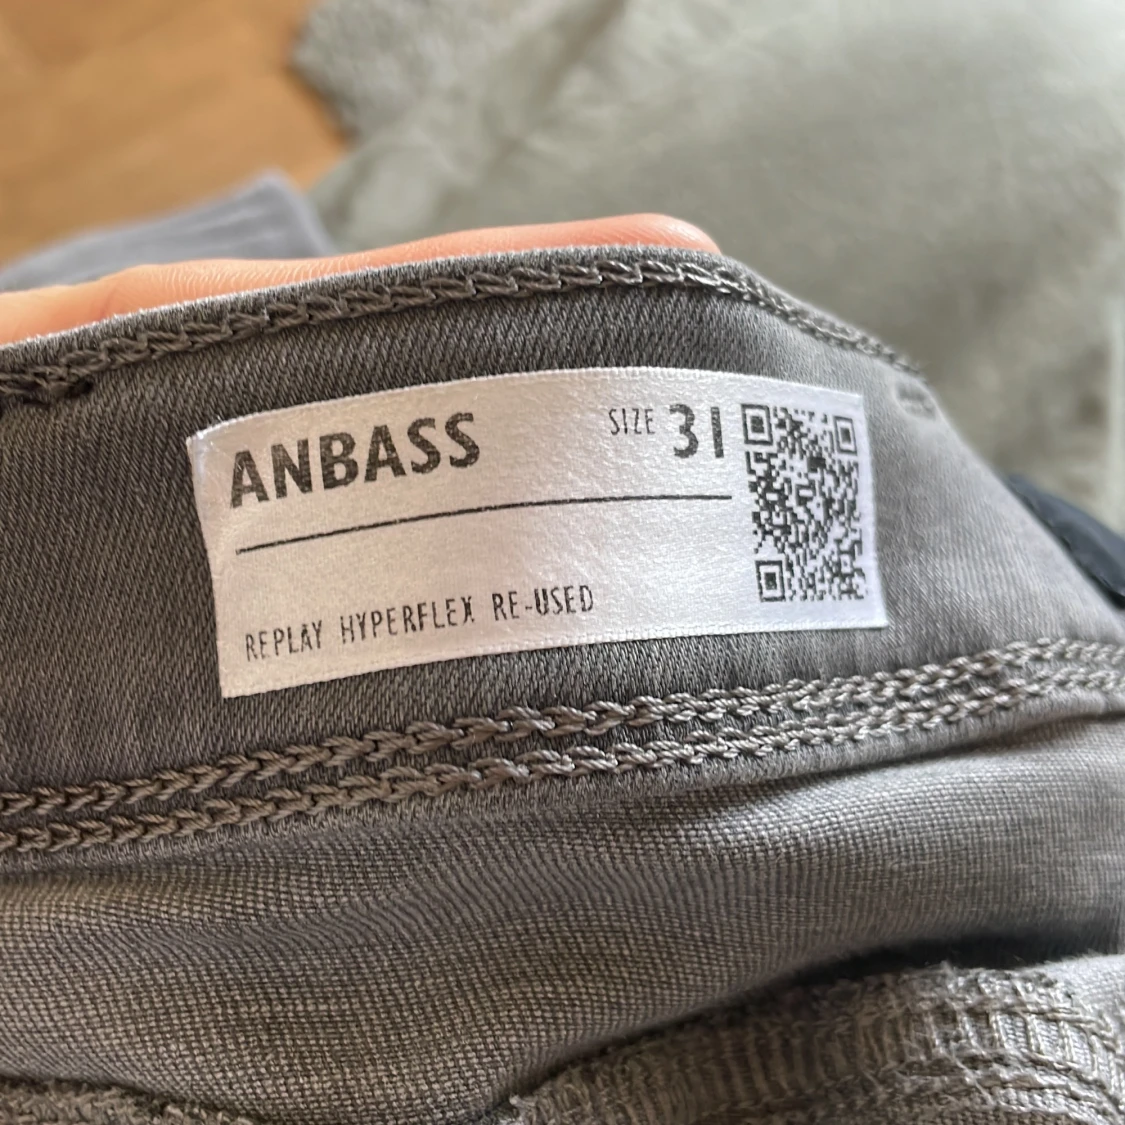 ANBASS
SIZE 31
REPLAY HYPERFLEX RE-USED